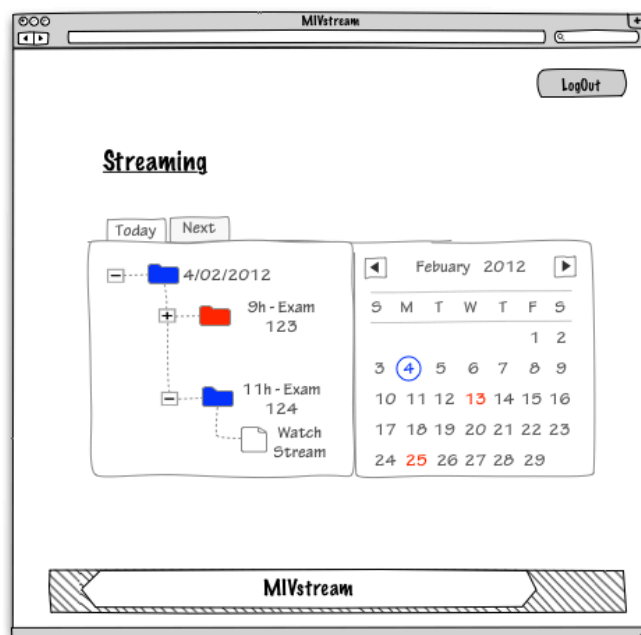 MIVstream
LogOut
Streaming
Today Next
4/02/2012
9h - Exam
123
11h - Exam
124
Watch
Stream
Febuary 2012
S M T W T F S
1 2
3 4 5 6 7 8 9
10 11 12 13 14 15 16
17 18 19 20 21 22 23
24 25 26 27 28 29
MIVstream